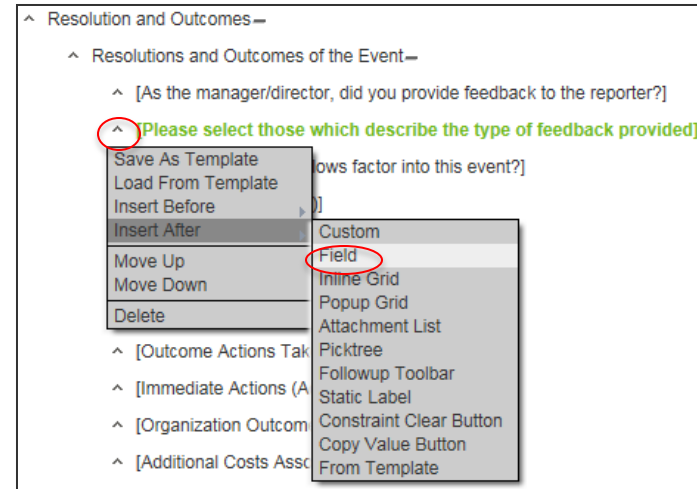 Resolution and Outcomes
Resolutions and Outcomes of the Event
[As the manager/director, did you provide feedback to the reporter?]
[Please select those which describe the type of feedback provided]
Save As Template
lows factor into this event?]
Load From Template
Insert Before
)]
Insert After
Custom
Field
Move Up
Inline Grid
Move Down
Popup Grid
Delete
Attachment List
[Outcome Actions Tak
Picktree
Followup Toolbar
[Immediate Actions (A
Static Label
[Organization Outcom
Constraint Clear Button
Copy Value Button
[Additional Costs Asso
From Template